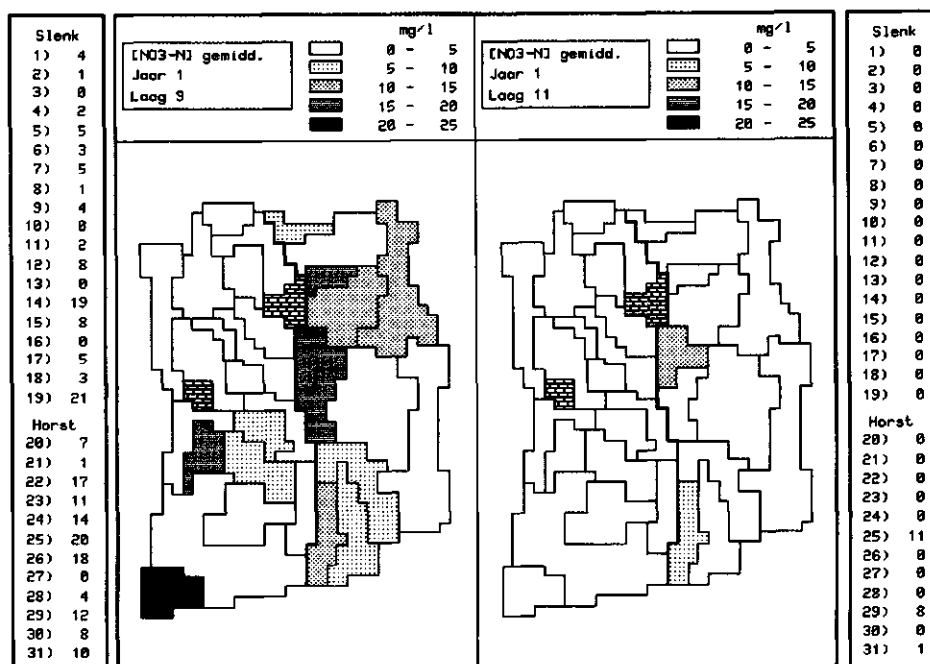 Slenk
1) 4
2) 1
3) 0
4) 2
5) 5
6) 3
7) 5
8) 1
9) 4
10) 0
11) 2
12) 8
13) 0
14) 19
15) 8
16) 0
17) 5
18) 3
19) 21
Horst
20) 7
21) 1
22) 17
23) 11
24) 14
25) 20
26) 18
27) 0
28) 4
29) 12
30) 8
31) 10
[NO3-N] gemidd.
Jaar 1
Laag 9
mg/l
0 - 5
5 - 10
10 - 15
15 - 20
20 - 25
[NO3-N] gemidd.
Jaar 1
Laag 11
mg/l
0 - 5
5 - 10
10 - 15
15 - 20
20 - 25
Slenk
1) 0
2) 0
3) 0
4) 0
5) 0
6) 0
7) 0
8) 0
9) 0
10) 0
11) 0
12) 0
13) 0
14) 0
15) 0
16) 0
17) 0
18) 0
19) 0
Horst
20) 0
21) 0
22) 0
23) 0
24) 0
25) 11
26) 0
27) 0
28) 0
29) 8
30) 0
31) 1